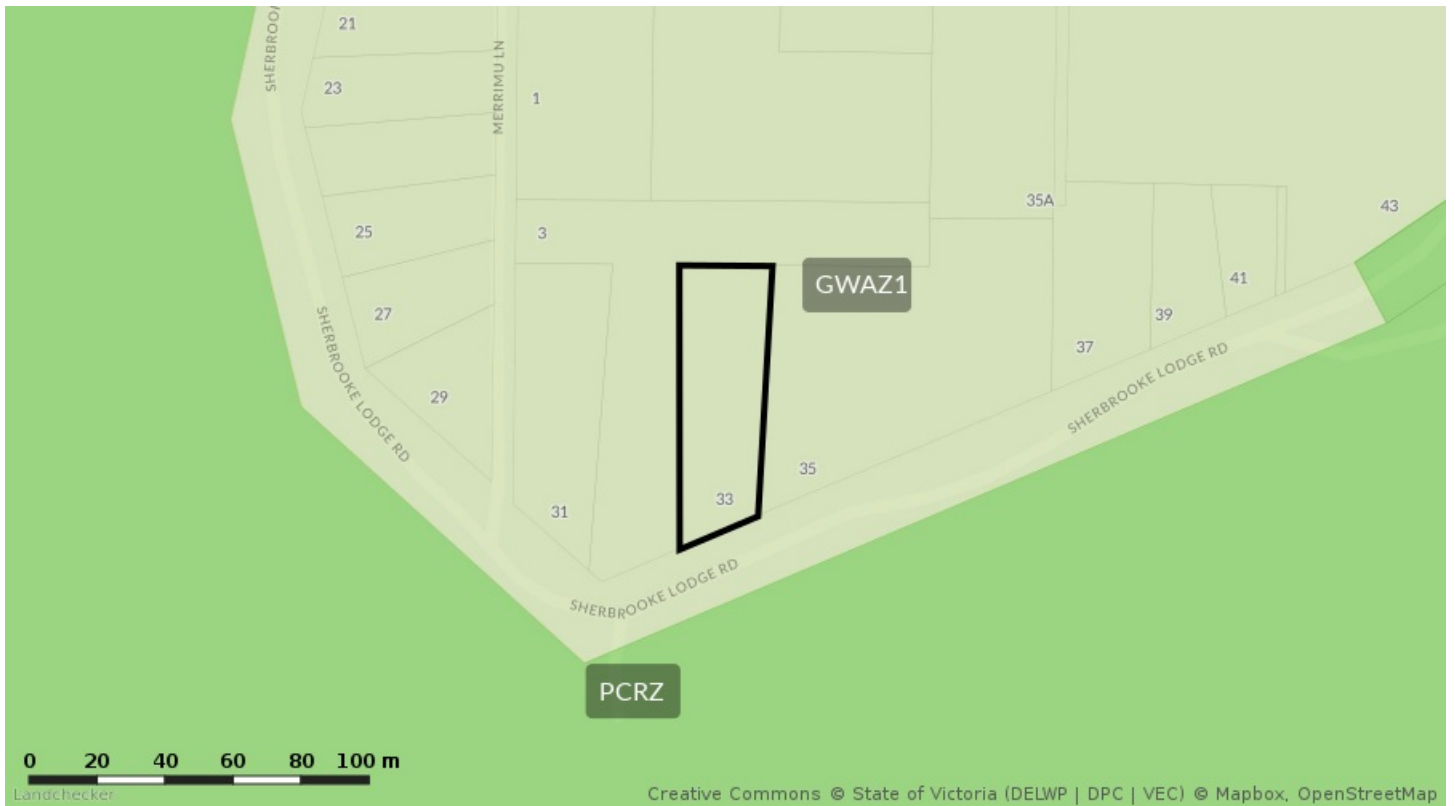 21
SHERBROO
MERRIMU LN
23
1
35A
43
25
3
41
GWAZ1
27
39
SHERBROOKE LODGE RD
37
SHERBROOKE LODGE RD
29
35
33
31
SHERBROOKE LODGE RD
PCRZ
0 20 40 60 80 100 m
Landchecker
Creative Commons © State of Victoria (DELWP | DPC | VEC) © Mapbox, OpenStreetMap